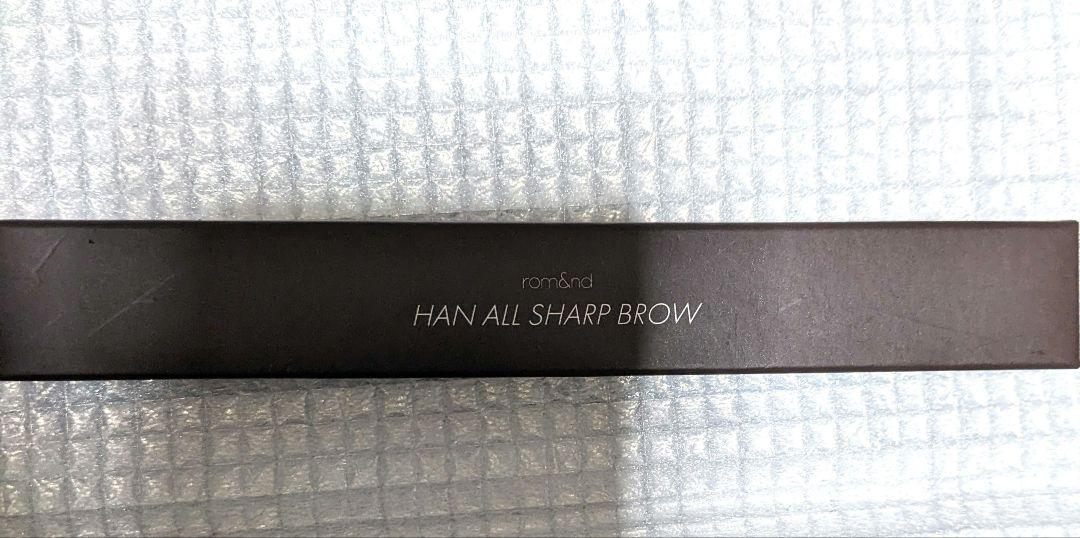 rom&nd
HAN ALL SHARP BROW